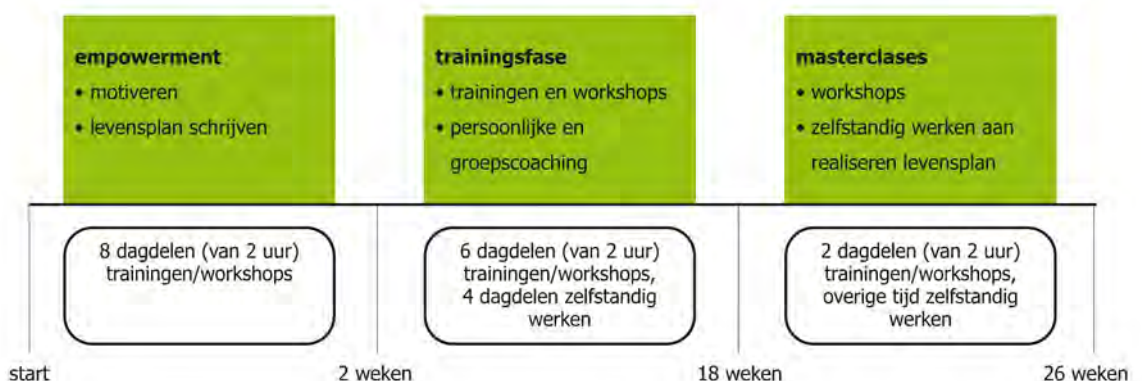 empowerment
• motiveren
• levensplan schrijven
trainingsfase
• trainingen en workshops
• persoonlijke en
groepscoaching
masterclases
• workshops
• zelfstandig werken aan
realiseren levensplan
8 dagdelen (van 2 uur)
trainingen/workshops
6 dagdelen (van 2 uur)
trainingen/workshops,
4 dagdelen zelfstandig
werken
2 dagdelen (van 2 uur)
trainingen/workshops,
overige tijd zelfstandig
werken
start
2 weken
18 weken
26 weken